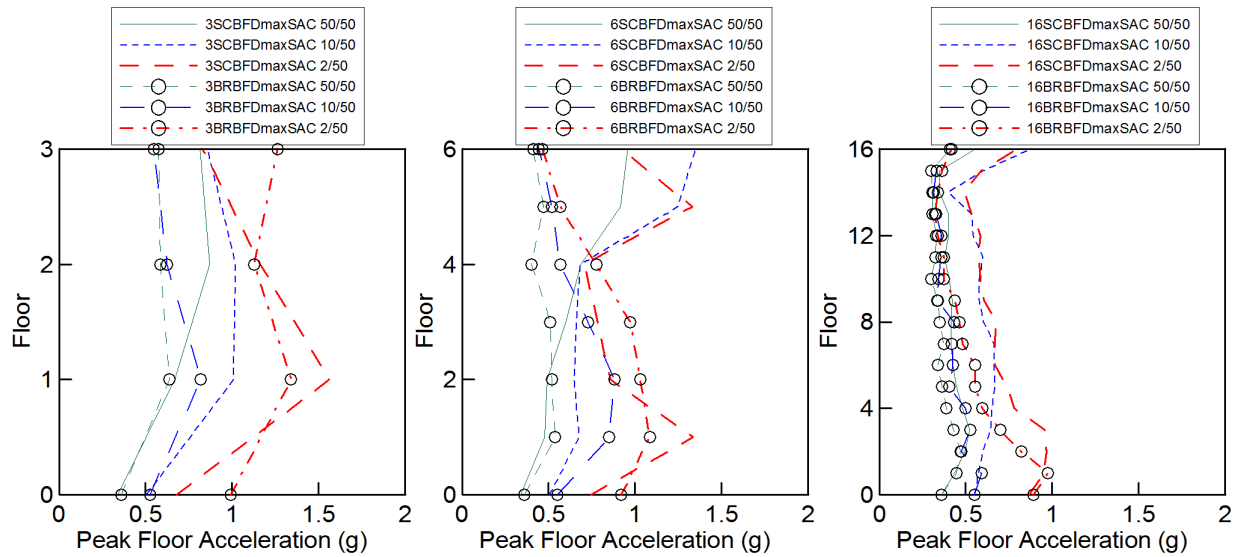 3SCBFDmaxSAC 50/50
3SCBFDmaxSAC 10/50
3SCBFDmaxSAC 2/50
3BRBFDmaxSAC 50/50
3BRBFDmaxSAC 10/50
3BRBFDmaxSAC 2/50
3
2
1
0
Floor
0 0.5 1 1.5 2
Peak Floor Acceleration (g)
6SCBFDmaxSAC 50/50
6SCBFDmaxSAC 10/50
6SCBFDmaxSAC 2/50
6BRBFDmaxSAC 50/50
6BRBFDmaxSAC 10/50
6BRBFDmaxSAC 2/50
6
4
2
0
Floor
0 0.5 1 1.5 2
Peak Floor Acceleration (g)
16SCBFDmaxSAC 50/50
16SCBFDmaxSAC 10/50
16SCBFDmaxSAC 2/50
16BRBFDmaxSAC 50/50
16BRBFDmaxSAC 10/50
16BRBFDmaxSAC 2/50
16
12
8
4
0
Floor
0 0.5 1 1.5 2
Peak Floor Acceleration (g)